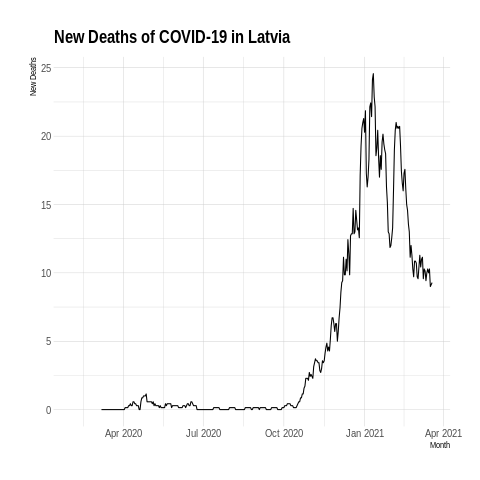 New Deaths of COVID-19 in Latvia
New Deaths
25
20
15
10
5
0
Apr 2020
Jul 2020
Oct 2020
Jan 2021
Apr 2021
Month